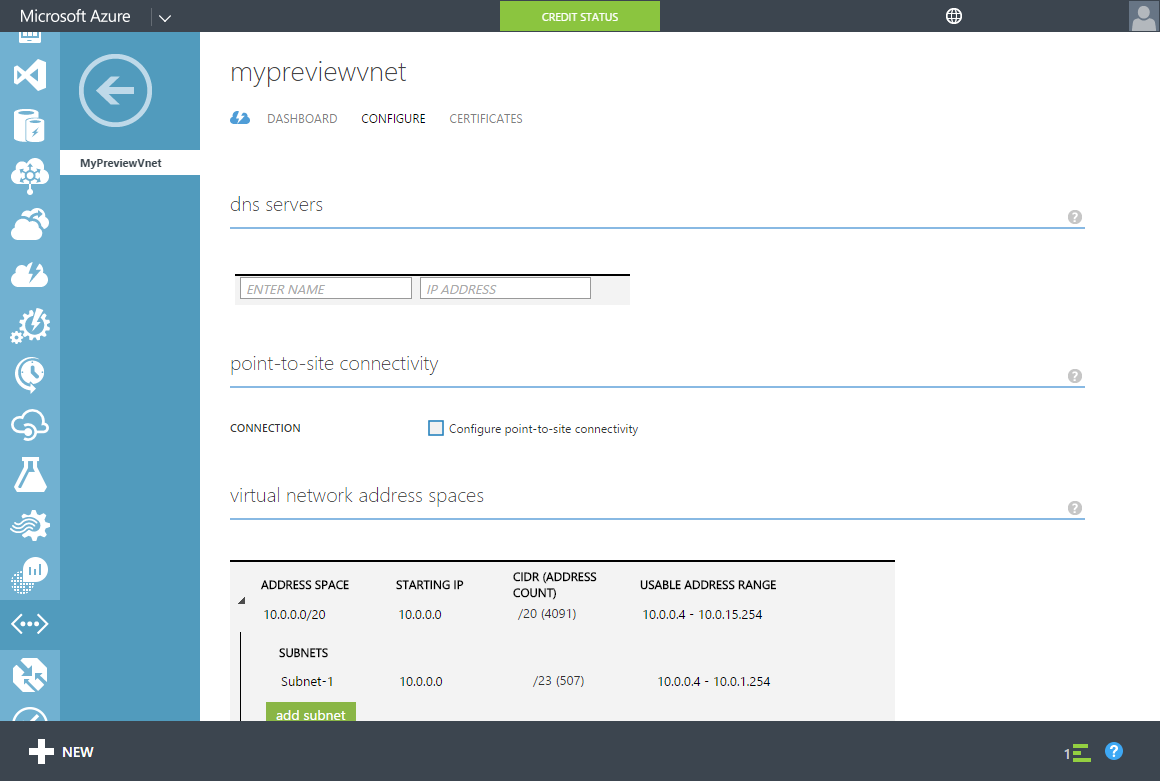 Microsoft Azure
CREDIT STATUS
mypreviewvnet
DASHBOARD CONFIGURE CERTIFICATES
MyPreviewVnet
dns servers
?
ENTER NAME IP ADDRESS
point-to-site connectivity
?
CONNECTION Configure point-to-site connectivity
virtual network address spaces
?
ADDRESS SPACE STARTING IP CIDR (ADDRESS COUNT) USABLE ADDRESS RANGE
10.0.0.0/20 10.0.0.0 /20 (4091) 10.0.0.4 - 10.0.15.254
SUBNETS
Subnet-1 10.0.0.0 /23 (507) 10.0.0.4 - 10.0.1.254
add subnet
NEW 1 ?